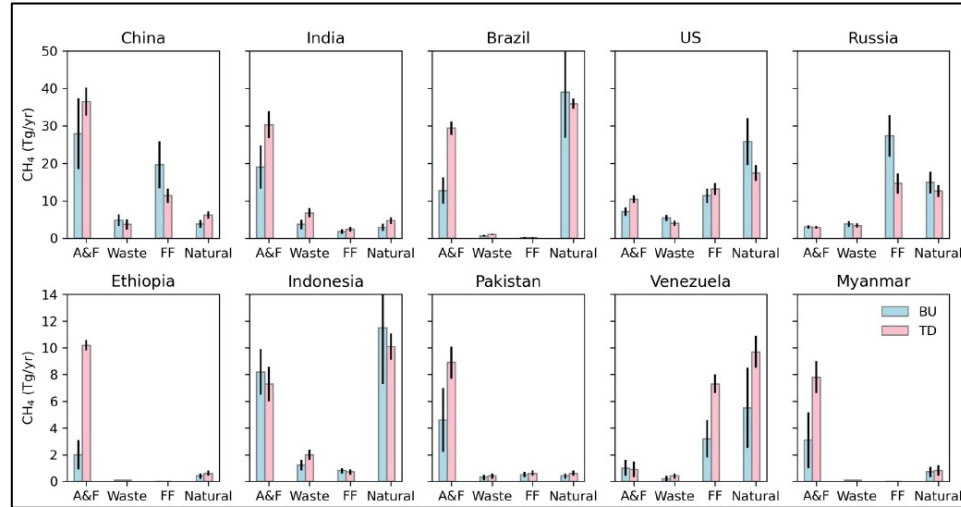 China India Brazil US Russia
50
40
30
20
10
0
CH₄ (Tg/yr)
A&F Waste FF Natural A&F Waste FF Natural A&F Waste FF Natural A&F Waste FF Natural A&F Waste FF Natural
Ethiopia Indonesia Pakistan Venezuela Myanmar
14
12
10
8
6
4
2
0
CH₄ (Tg/yr)
BU
TD
A&F Waste FF Natural A&F Waste FF Natural A&F Waste FF Natural A&F Waste FF Natural A&F Waste FF Natural